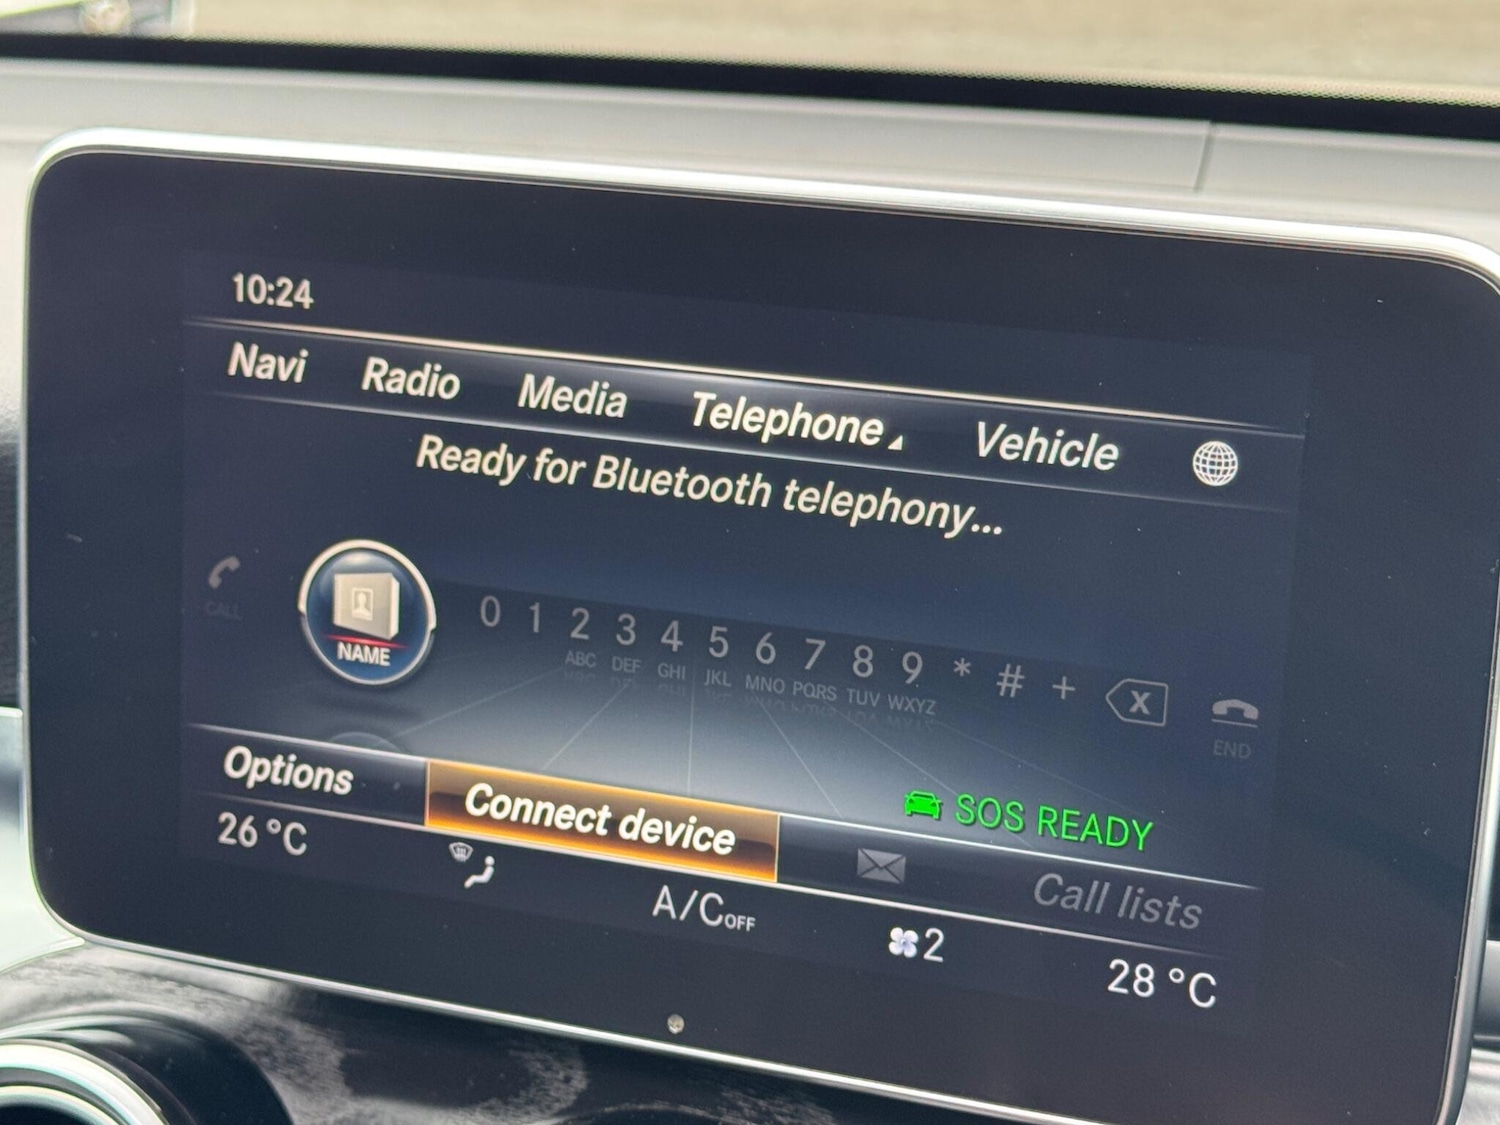 10:24
Navi Radio Media Telephone Vehicle
Ready for Bluetooth telephony...
CALL
NAME
0 1 2 3 4 5 6 7 8 9 * # +
ABC DEF GHI JKL MNO PQRS TUV WXYZ
X
END
SOS READY
Options Connect device Call lists
26 °C A/C OFF 2 28 °C